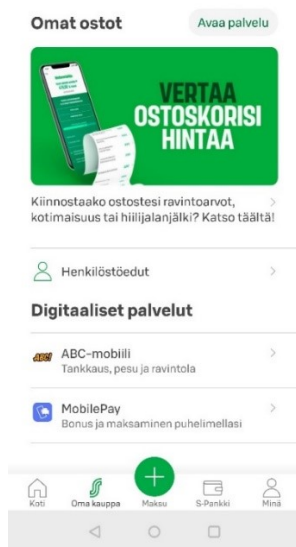 Omat ostot
Avaa palvelu
VERTAA
OSTOSKORISI
HINTAA
Kiinnostaako ostostesi ravintoarvot,
kotimaisuus tai hiilijalanjälki? Katso täältä!
Henkilöstöedut
Digitaaliset palvelut
ABC!
ABC-mobiili
Tankkaus, pesu ja ravintola
MobilePay
Bonus ja maksaminen puhelimellasi
Koti
Oma kauppa
Maksu
S-Pankki
Minä